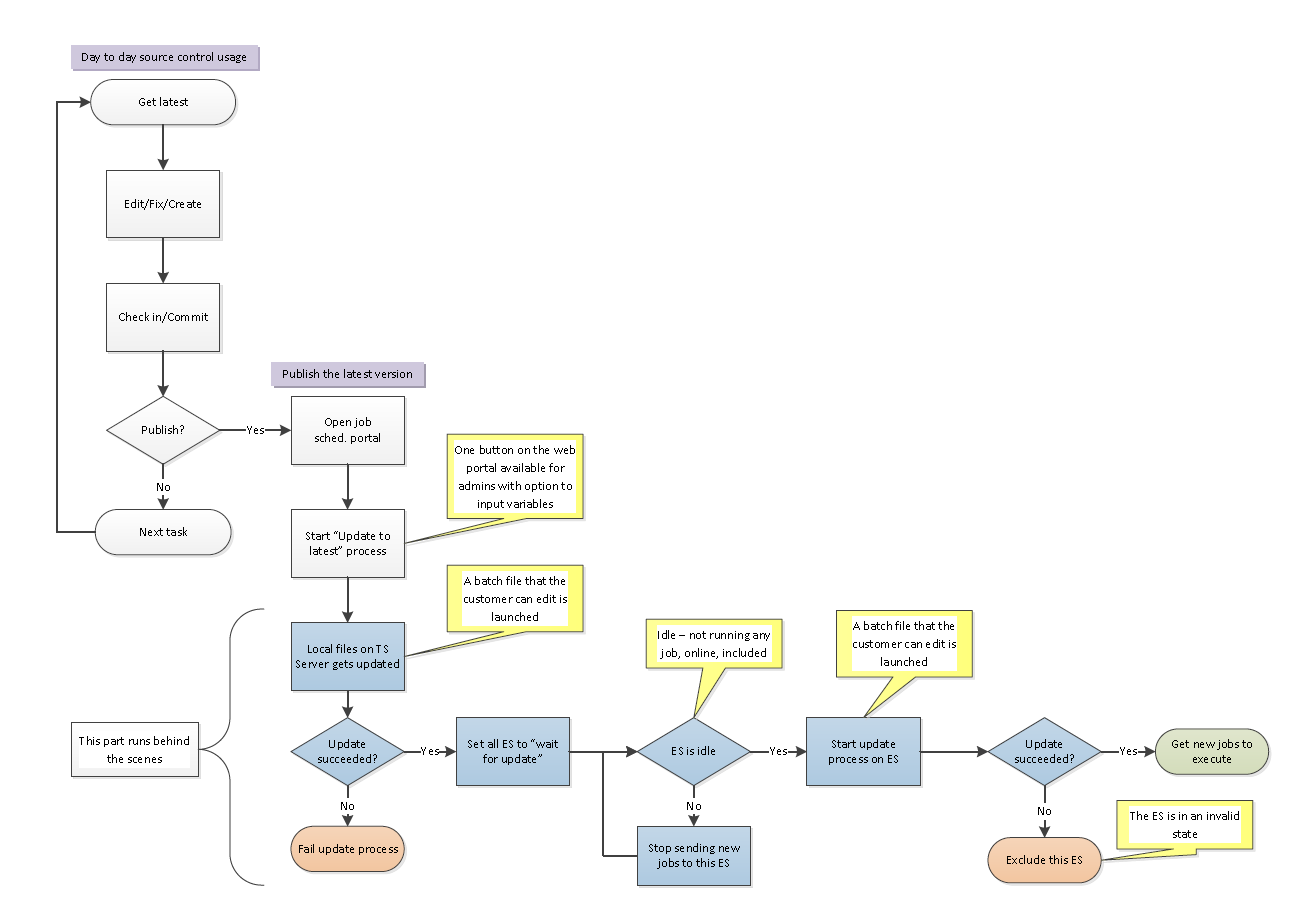 Day to day source control usage
Get latest
Edit/Fix/Create
Check in/Commit
Publish the latest version
Publish?
Yes
Open job
sched. portal
No
Next task
One button on the web
portal available for
admins with option to
input variables
Start “Update to
latest” process
A batch file that the
customer can edit is
launched
Local files on TS
Server gets updated
Idle – not running any
job, online, included
A batch file that the
customer can edit is
launched
This part runs behind
the scenes
Update
succeeded?
Yes
Set all ES to “wait
for update”
ES is idle
Yes
Start update
process on ES
Update
succeeded?
Yes
Get new jobs to
execute
No
Fail update process
No
Stop sending new
jobs to this ES
No
The ES is in an invalid
state
Exclude this ES